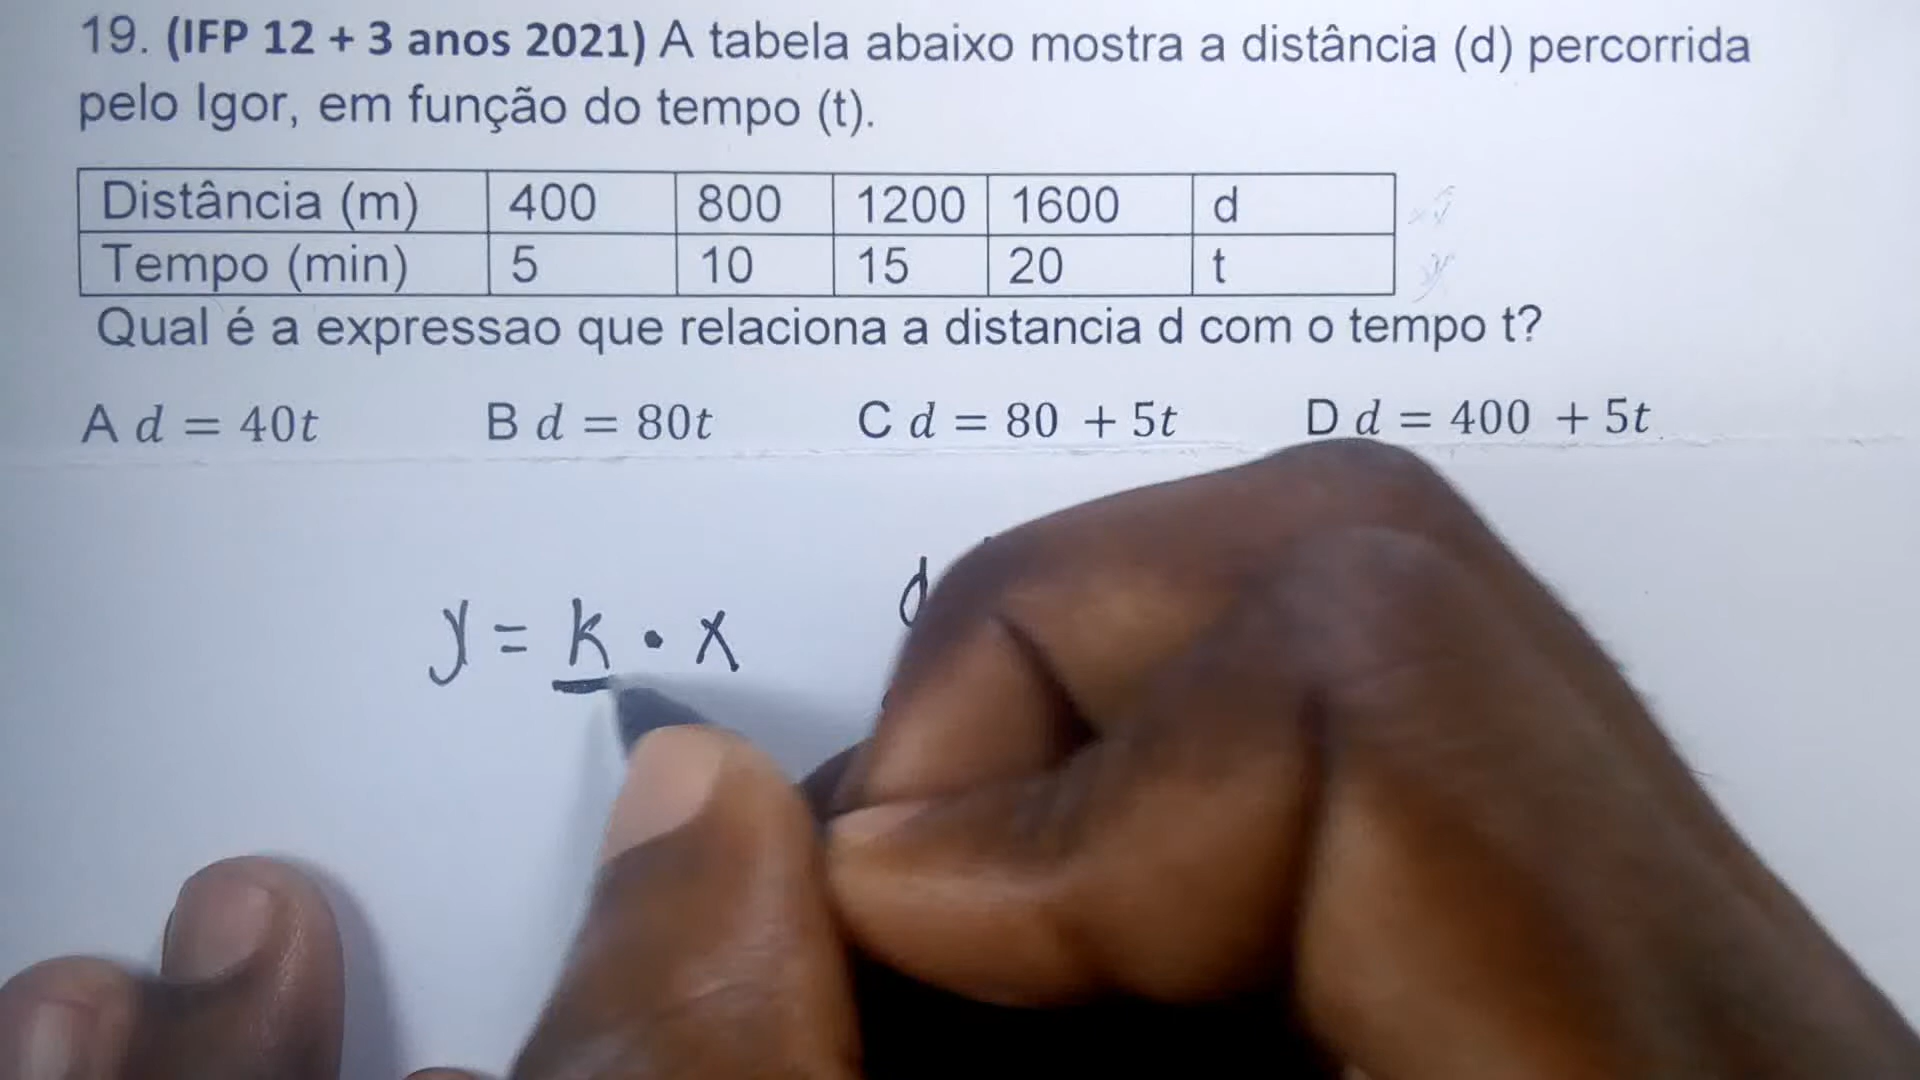 19. (IFP 12 + 3 anos 2021) A tabela abaixo mostra a distância (d) percorrida
pelo Igor, em função do tempo (t).
Distância (m) 400 800 1200 1600 d
Tempo (min) 5 10 15 20 t
Qual é a expressao que relaciona a distancia d com o tempo t?
A d = 40t B d = 80t C d = 80 + 5t D d = 400 + 5t
d
y = k • x